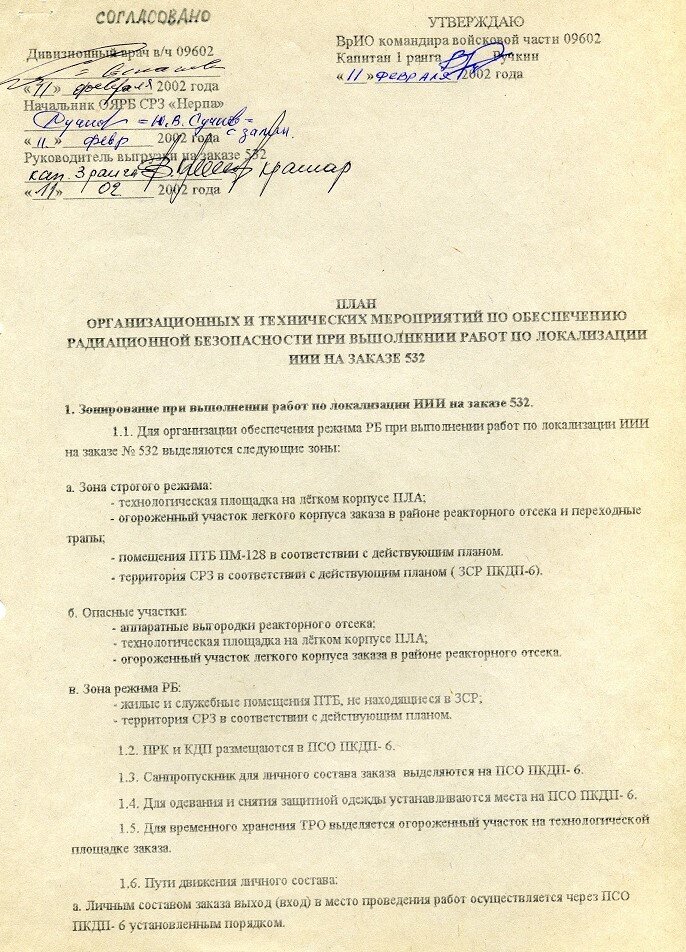 СОГЛАСОВАНО
Дивизионный врач в/ч 09602
«11» февраля 2002 года
Начальник ОЯРБ СРЗ «Нерпа»
«11» февр 2002 года
Руководитель выгрузки на заказе 532
кап. 3 ранга
«11» 02 2002 года
УТВЕРЖДАЮ
ВрИО командира войсковой части 09602
Капитан 1 ранга Ручкин
«11» февраля 2002 года
ПЛАН
ОРГАНИЗАЦИОННЫХ И ТЕХНИЧЕСКИХ МЕРОПРИЯТИЙ ПО ОБЕСПЕЧЕНИЮ
РАДИАЦИОННОЙ БЕЗОПАСНОСТИ ПРИ ВЫПОЛНЕНИИ РАБОТ ПО ЛОКАЛИЗАЦИИ
ИИИ НА ЗАКАЗЕ 532
1. Зонирование при выполнении работ по локализации ИИИ на заказе 532.
1.1. Для организации обеспечения режима РБ при выполнении работ по локализации ИИИ
на заказе № 532 выделяются следующие зоны:
а. Зона строгого режима:
- технологическая площадка на лёгком корпусе ПЛА;
- огороженный участок легкого корпуса заказа в районе реакторного отсека и переходные
трапы;
- помещения ПТБ ПМ-128 в соответствии с действующим планом.
- территория СРЗ в соответствии с действующим планом ( ЗСР ПКДП-6).
б. Опасные участки:
- аппаратные выгородки реакторного отсека;
- технологическая площадка на лёгком корпусе ПЛА;
- огороженный участок легкого корпуса заказа в районе реакторного отсека.
в. Зона режима РБ:
- жилые и служебные помещения ПТБ, не находящиеся в ЗСР;
- территория СРЗ в соответствии с действующим планом.
1.2. ПРК и КДП размещаются в ПСО ПКДП- 6.
1.3. Санпропускник для личного состава заказа выделяются на ПСО ПКДП- 6.
1.4. Для одевания и снятия защитной одежды устанавливаются места на ПСО ПКДП- 6.
1.5. Для временного хранения ТРО выделяется огороженный участок на технологической
площадке заказа.
1.6. Пути движения личного состава:
а. Личным составом заказа выход (вход) в место проведения работ осуществляется через ПСО
ПКДП- 6 установленным порядком.